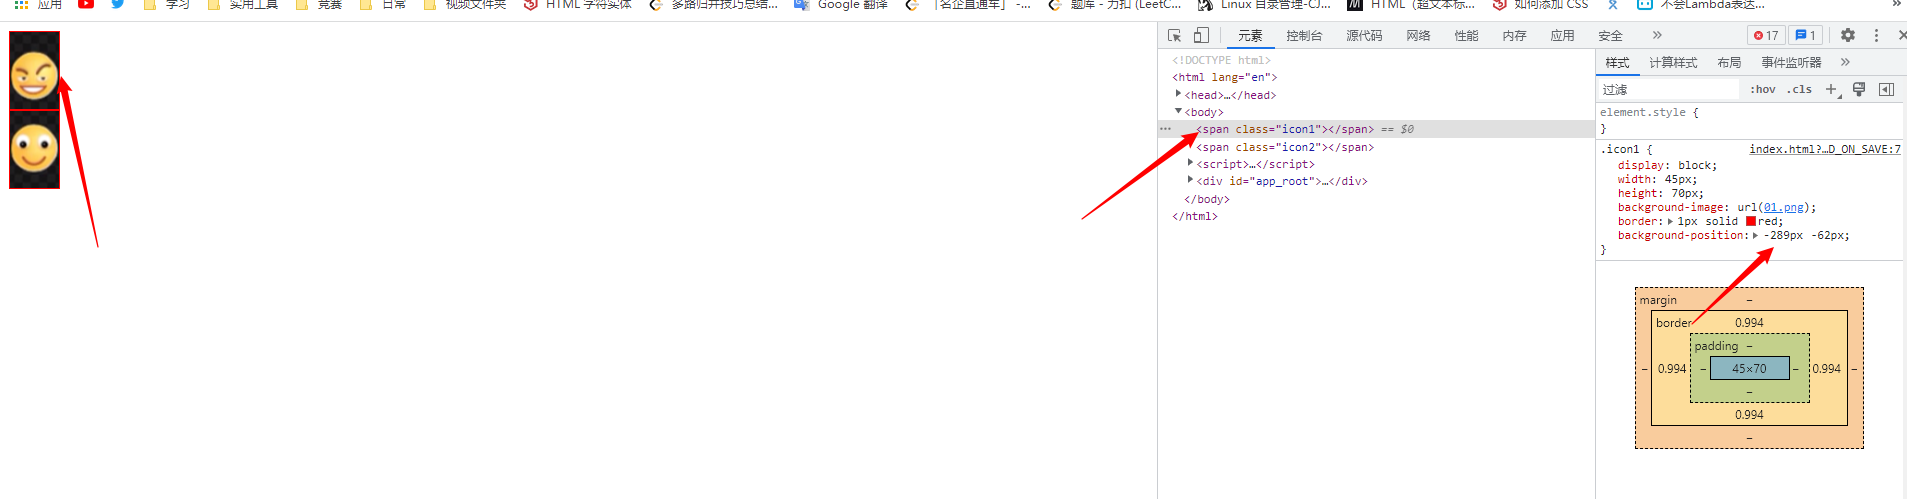 应用 学习 实用工具 竞赛 日常 视频文件夹 HTML 字符实体 多路归并技巧总结... Google 翻译 「名企直通车」 -... 题库 - 力扣 (LeetC... Linux 目录管理-CJ... HTML（超文本标... 如何添加 CSS 不会Lambda表达... »
元素 控制台 源代码 网络 性能 内存 应用 安全 » 17 1
<!DOCTYPE html>
<html lang="en">
<head>…</head>
<body>
<span class="icon1"></span> == $0
<span class="icon2"></span>
<script>…</script>
<div id="app_root">…</div>
</body>
</html>
样式 计算样式 布局 事件监听器 »
过滤 :hov .cls +
element.style {
}
.icon1 { index.html?…D_ON_SAVE:7
display: block;
width: 45px;
height: 70px;
background-image: url(01.png);
border: 1px solid red;
background-position: -289px -62px;
}
margin –
border 0.994
padding –
– 0.994 – 45×70 – 0.994 –
–
0.994
–